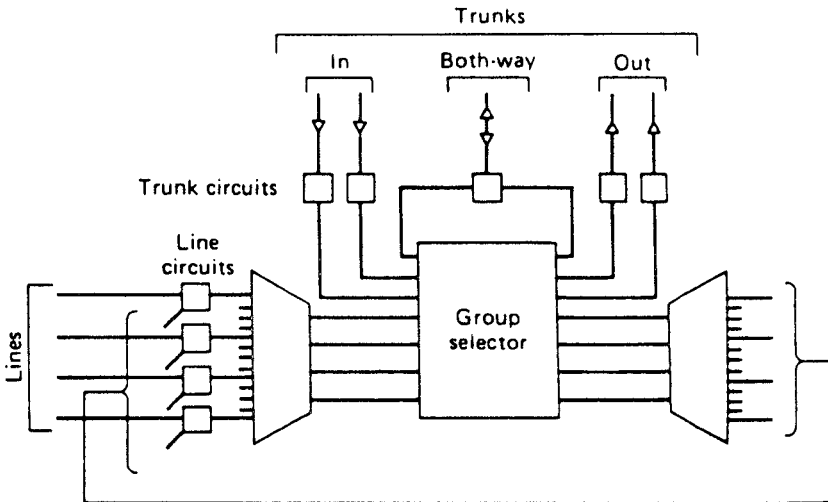 Trunks
In
Both-way
Out
Trunk circuits
Line
circuits
Lines
Group
selector